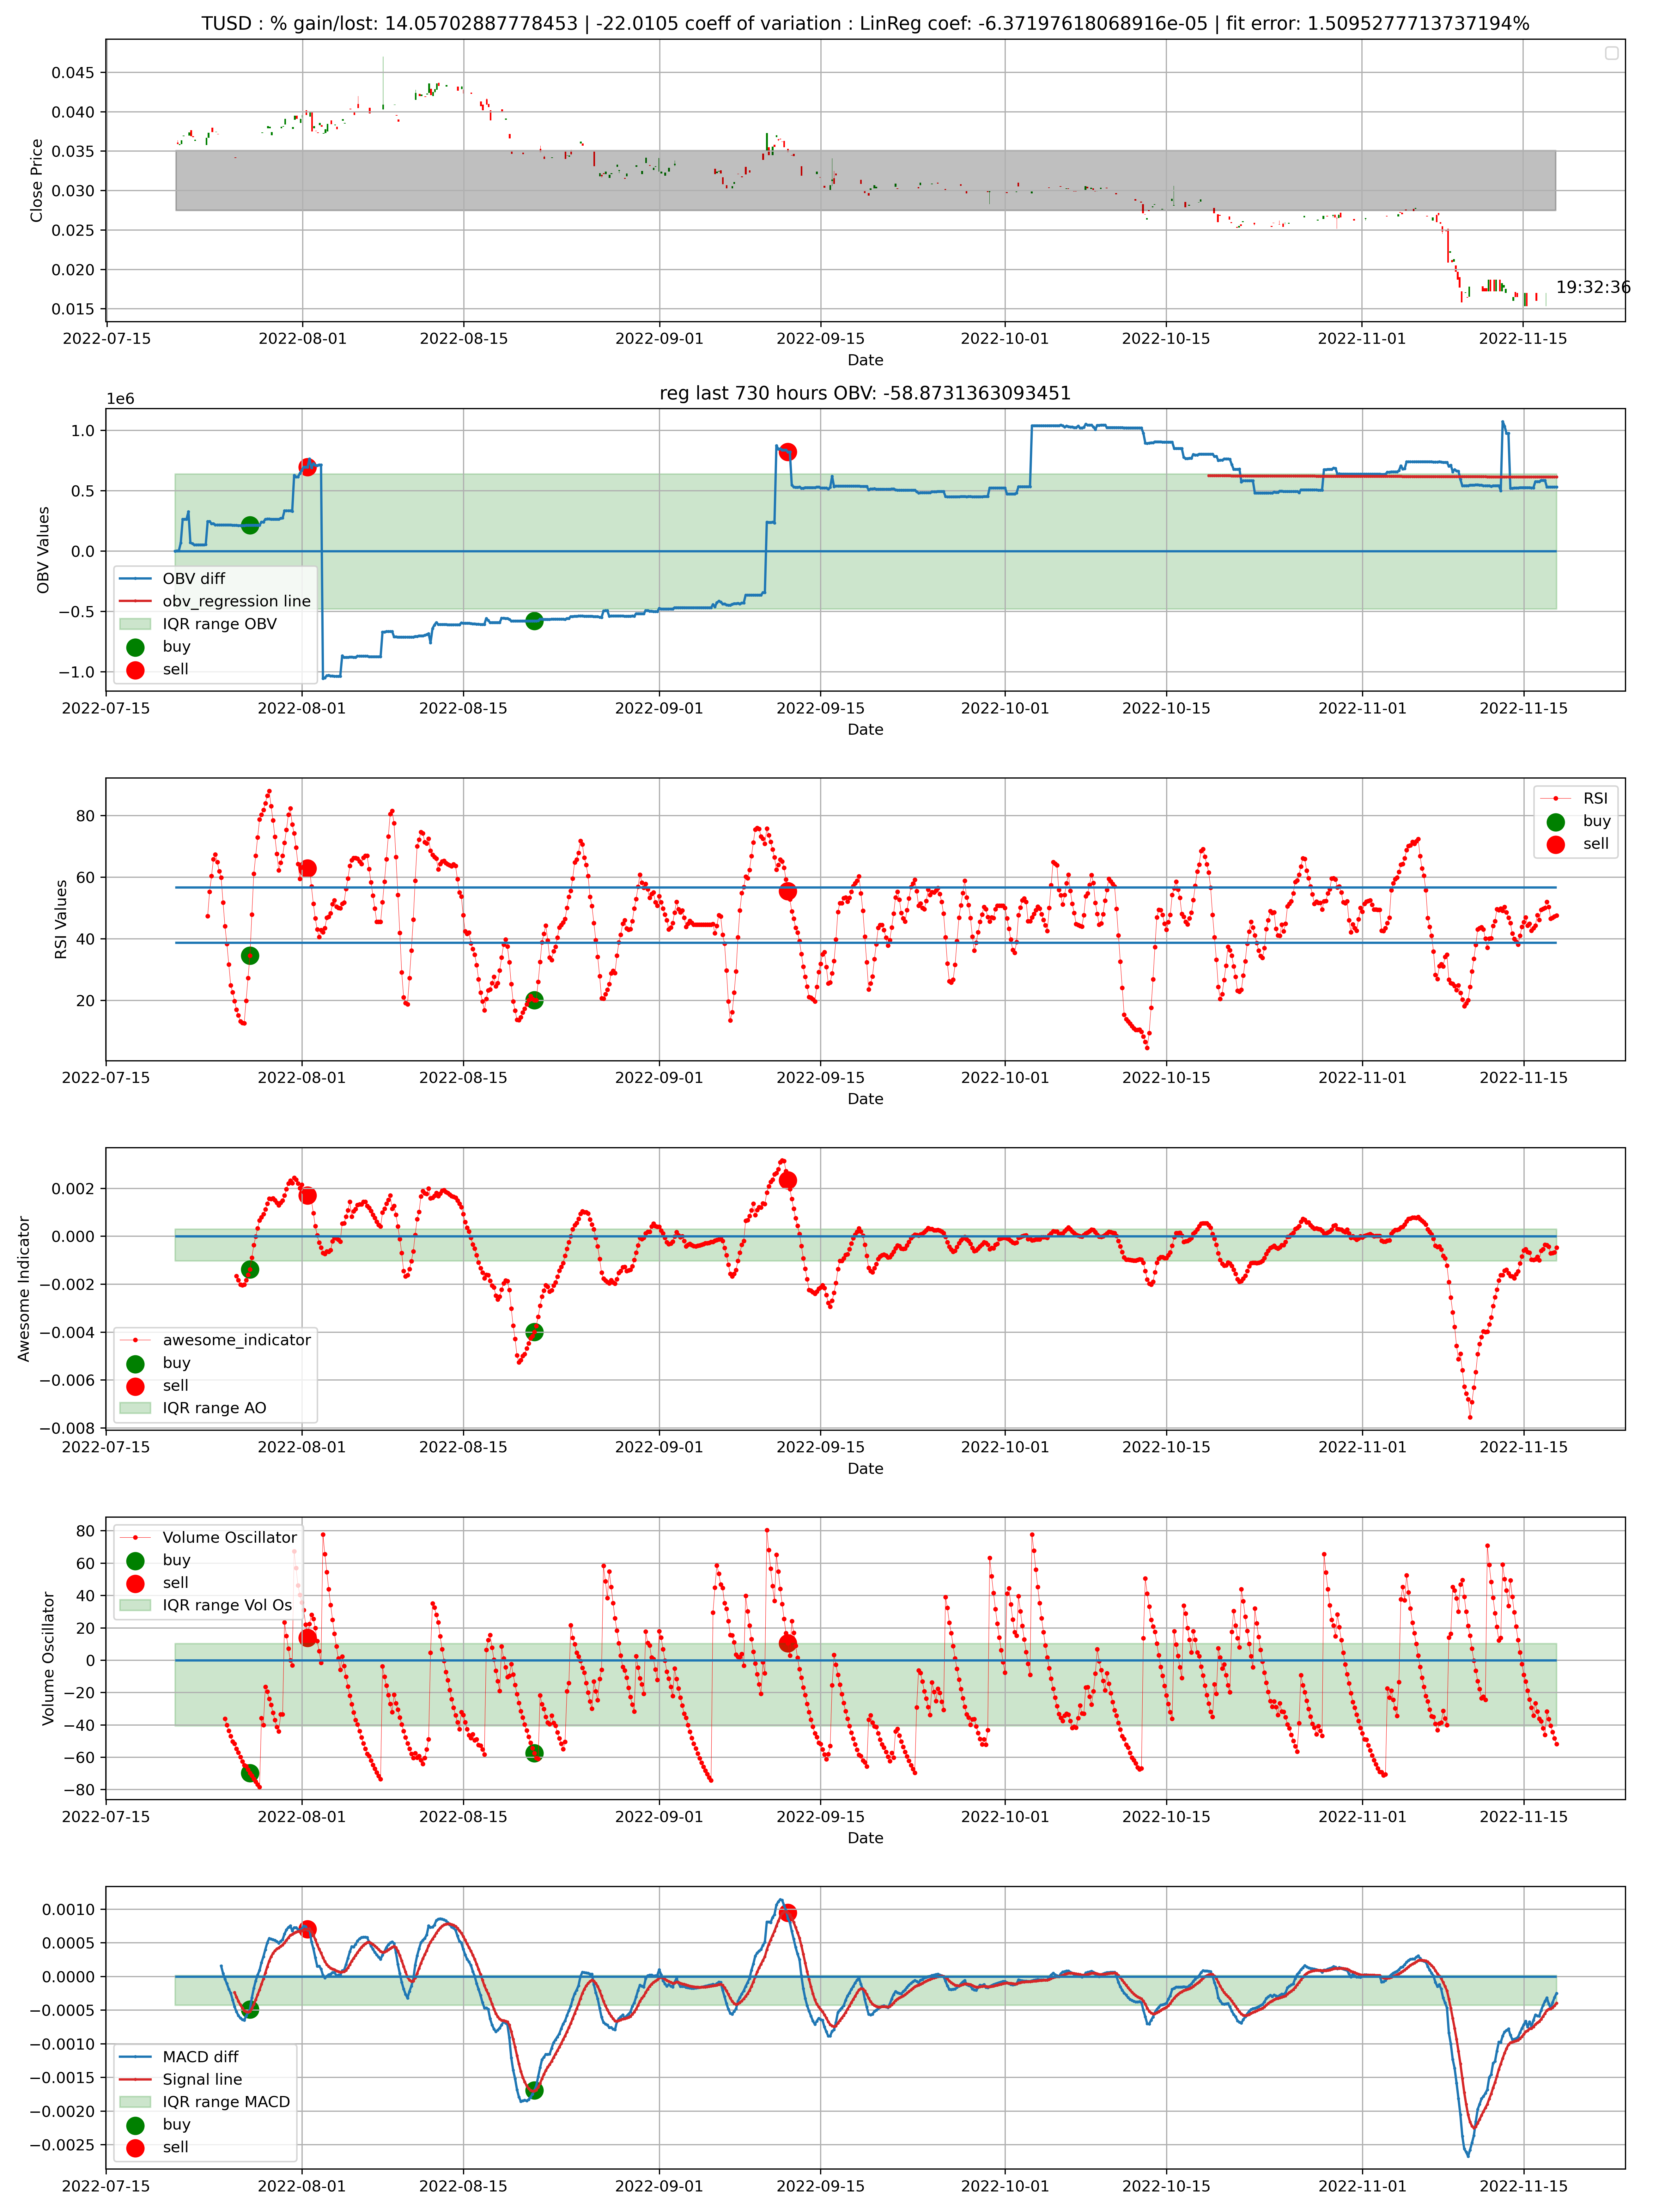 TUSD : % gain/lost: 14.05702887778453 | -22.0105 coeff of variation : LinReg coef: -6.37197618068916e-05 | fit error: 1.5095277713737194%
0.045
0.040
0.035
0.030
0.025
0.020
0.015
Close Price
19:32:36
2022-07-15 2022-08-01 2022-08-15 2022-09-01 2022-09-15 2022-10-01 2022-10-15 2022-11-01 2022-11-15
Date
reg last 730 hours OBV: -58.8731363093451
1e6
1.0
0.5
0.0
−0.5
−1.0
OBV Values
OBV diff
obv_regression line
IQR range OBV
buy
sell
2022-07-15 2022-08-01 2022-08-15 2022-09-01 2022-09-15 2022-10-01 2022-10-15 2022-11-01 2022-11-15
Date
80
60
40
20
RSI Values
RSI
buy
sell
2022-07-15 2022-08-01 2022-08-15 2022-09-01 2022-09-15 2022-10-01 2022-10-15 2022-11-01 2022-11-15
Date
0.002
0.000
−0.002
−0.004
−0.006
−0.008
Awesome Indicator
awesome_indicator
buy
sell
IQR range AO
2022-07-15 2022-08-01 2022-08-15 2022-09-01 2022-09-15 2022-10-01 2022-10-15 2022-11-01 2022-11-15
Date
80
60
40
20
0
−20
−40
−60
−80
Volume Oscillator
Volume Oscillator
buy
sell
IQR range Vol Os
2022-07-15 2022-08-01 2022-08-15 2022-09-01 2022-09-15 2022-10-01 2022-10-15 2022-11-01 2022-11-15
Date
0.0010
0.0005
0.0000
−0.0005
−0.0010
−0.0015
−0.0020
−0.0025
MACD diff
Signal line
IQR range MACD
buy
sell
2022-07-15 2022-08-01 2022-08-15 2022-09-01 2022-09-15 2022-10-01 2022-10-15 2022-11-01 2022-11-15